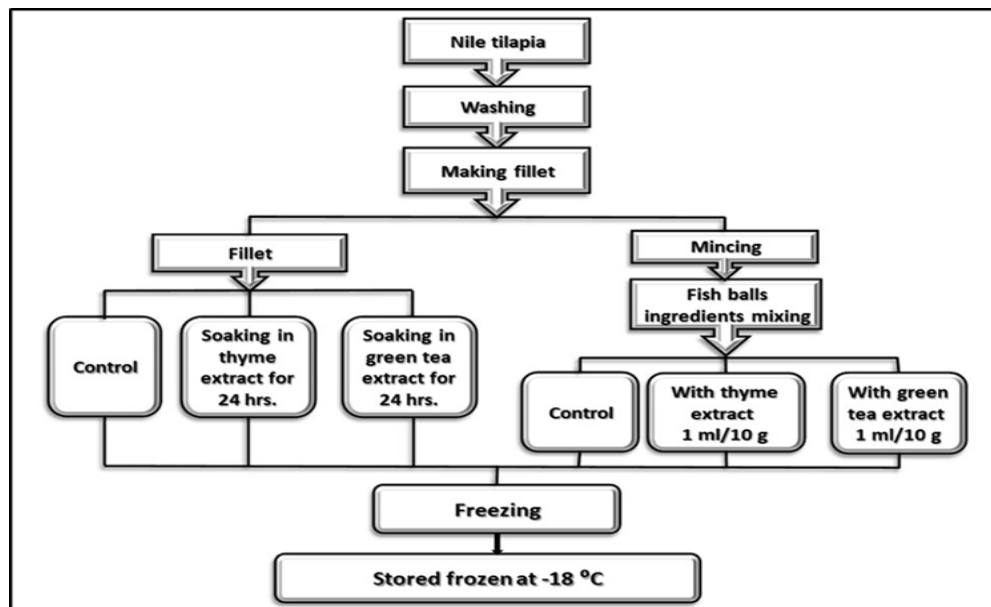 Nile tilapia
Washing
Making fillet
Fillet
Mincing
Fish balls
ingredients mixing
Control
Soaking in
thyme
extract for
24 hrs.
Soaking in
green tea
extract for
24 hrs.
Control
With thyme
extract
1 ml/10 g
With green
tea extract
1 ml/10 g
Freezing
Stored frozen at -18 ⁰C